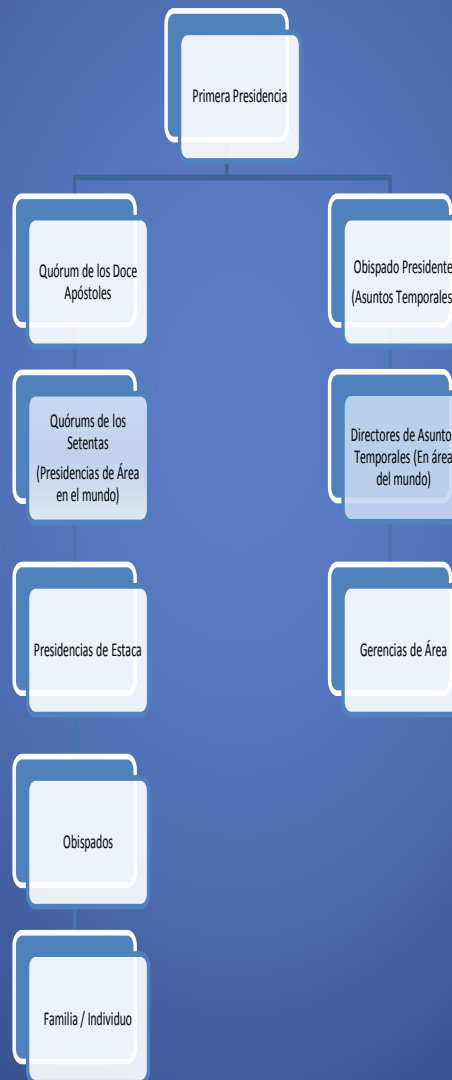 Primera Presidencia
Quórum de los Doce
Apóstoles
Obispado Presidente
(Asuntos Temporales
Quórums de los
Setentas
(Presidencias de Área
en el mundo)
Directores de Asunto
Temporales (En área
del mundo)
Presidencias de Estaca
Gerencias de Área
Obispados
Familia / Individuo